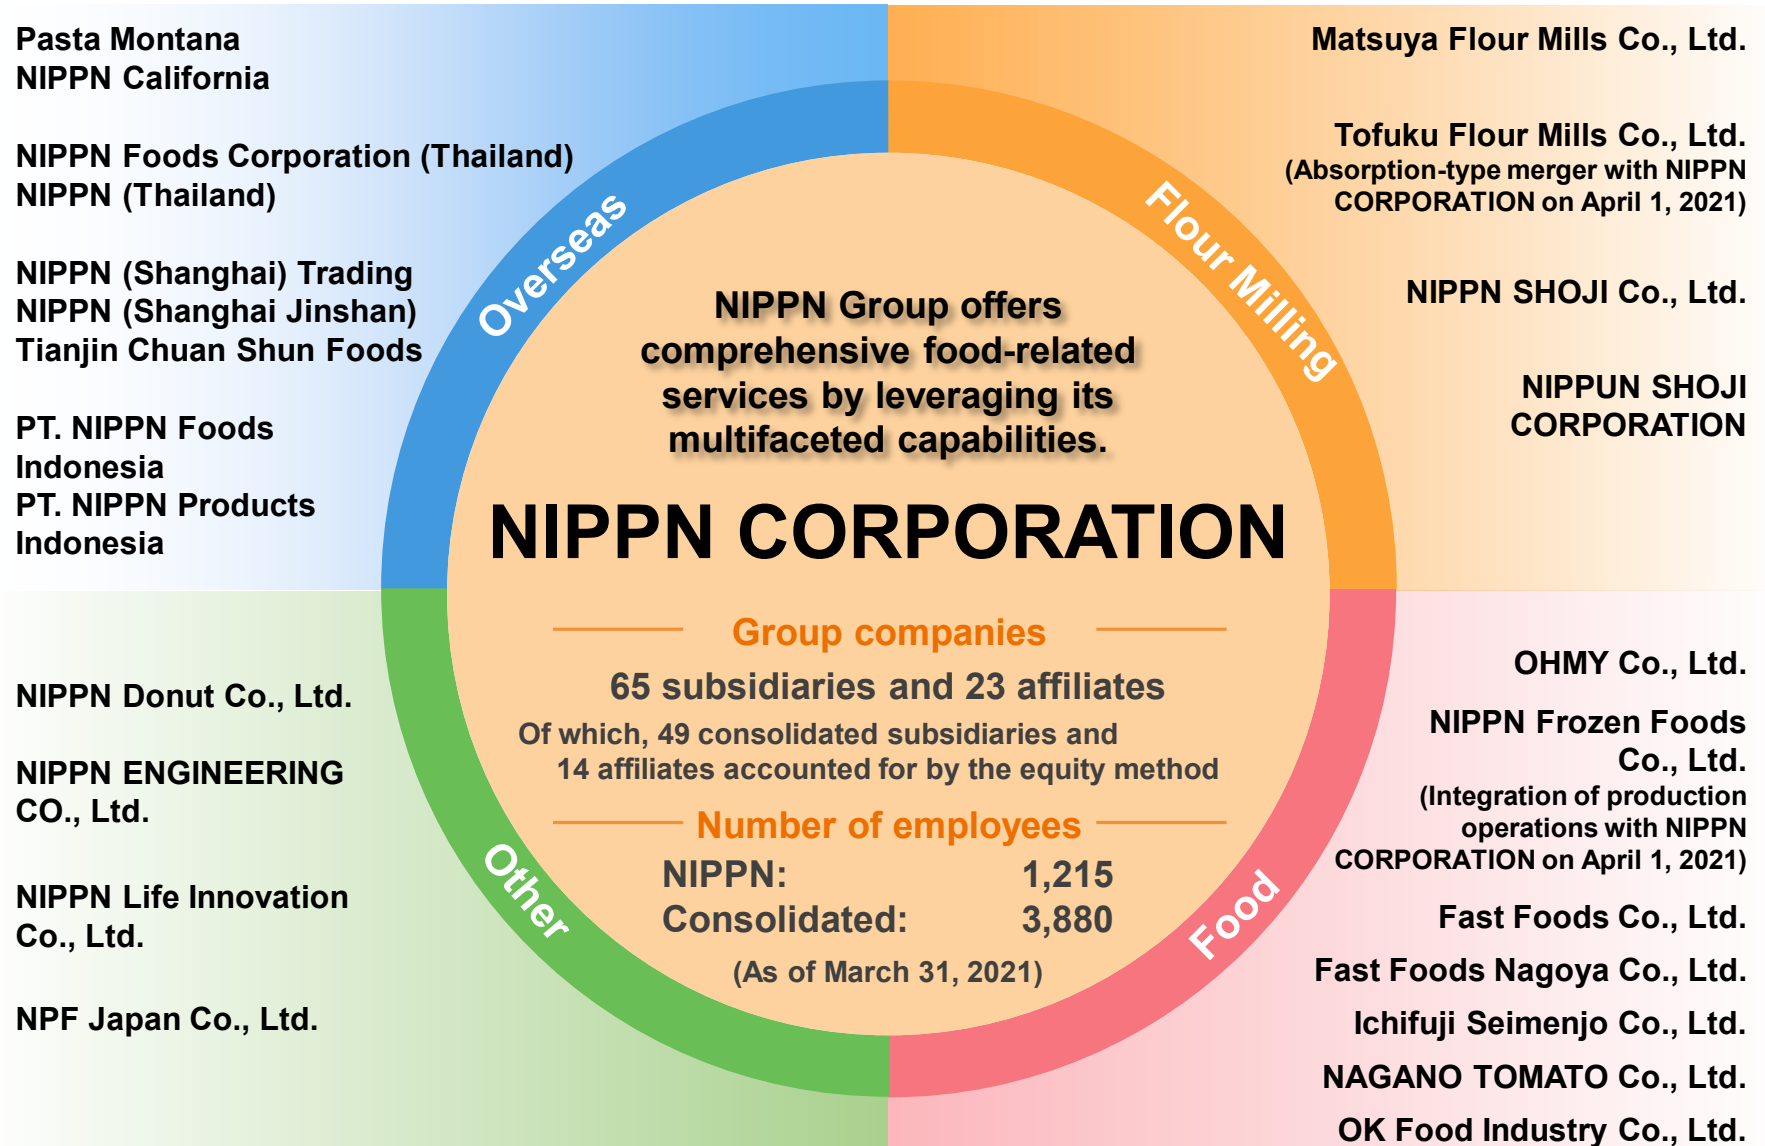 Pasta Montana
NIPPN California
NIPPN Foods Corporation (Thailand)
NIPPN (Thailand)
NIPPN (Shanghai) Trading
NIPPN (Shanghai Jinshan)
Tianjin Chuan Shun Foods
PT. NIPPN Foods
Indonesia
PT. NIPPN Products
Indonesia
Overseas
Matsuya Flour Mills Co., Ltd.
Tofuku Flour Mills Co., Ltd.
(Absorption-type merger with NIPPN
CORPORATION on April 1, 2021)
NIPPN SHOJI Co., Ltd.
NIPPUN SHOJI
CORPORATION
Flour Milling
NIPPN Group offers
comprehensive food-related
services by leveraging its
multifaceted capabilities.
NIPPN CORPORATION
Group companies
65 subsidiaries and 23 affiliates
Of which, 49 consolidated subsidiaries and
14 affiliates accounted for by the equity method
Number of employees
NIPPN: 1,215
Consolidated: 3,880
(As of March 31, 2021)
NIPPN Donut Co., Ltd.
NIPPN ENGINEERING
CO., Ltd.
NIPPN Life Innovation
Co., Ltd.
NPF Japan Co., Ltd.
Other
Food
OHMY Co., Ltd.
NIPPN Frozen Foods
Co., Ltd.
(Integration of production
operations with NIPPN
CORPORATION on April 1, 2021)
Fast Foods Co., Ltd.
Fast Foods Nagoya Co., Ltd.
Ichifuji Seimenjo Co., Ltd.
NAGANO TOMATO Co., Ltd.
OK Food Industry Co., Ltd.